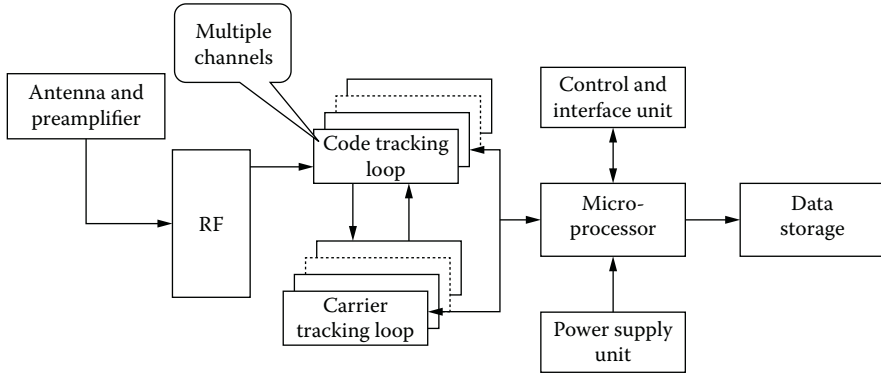 Multiple
channels
Antenna and
preamplifier
Control and
interface unit
Code tracking
loop
RF
Micro-
processor
Data
storage
Carrier
tracking loop
Power supply
unit